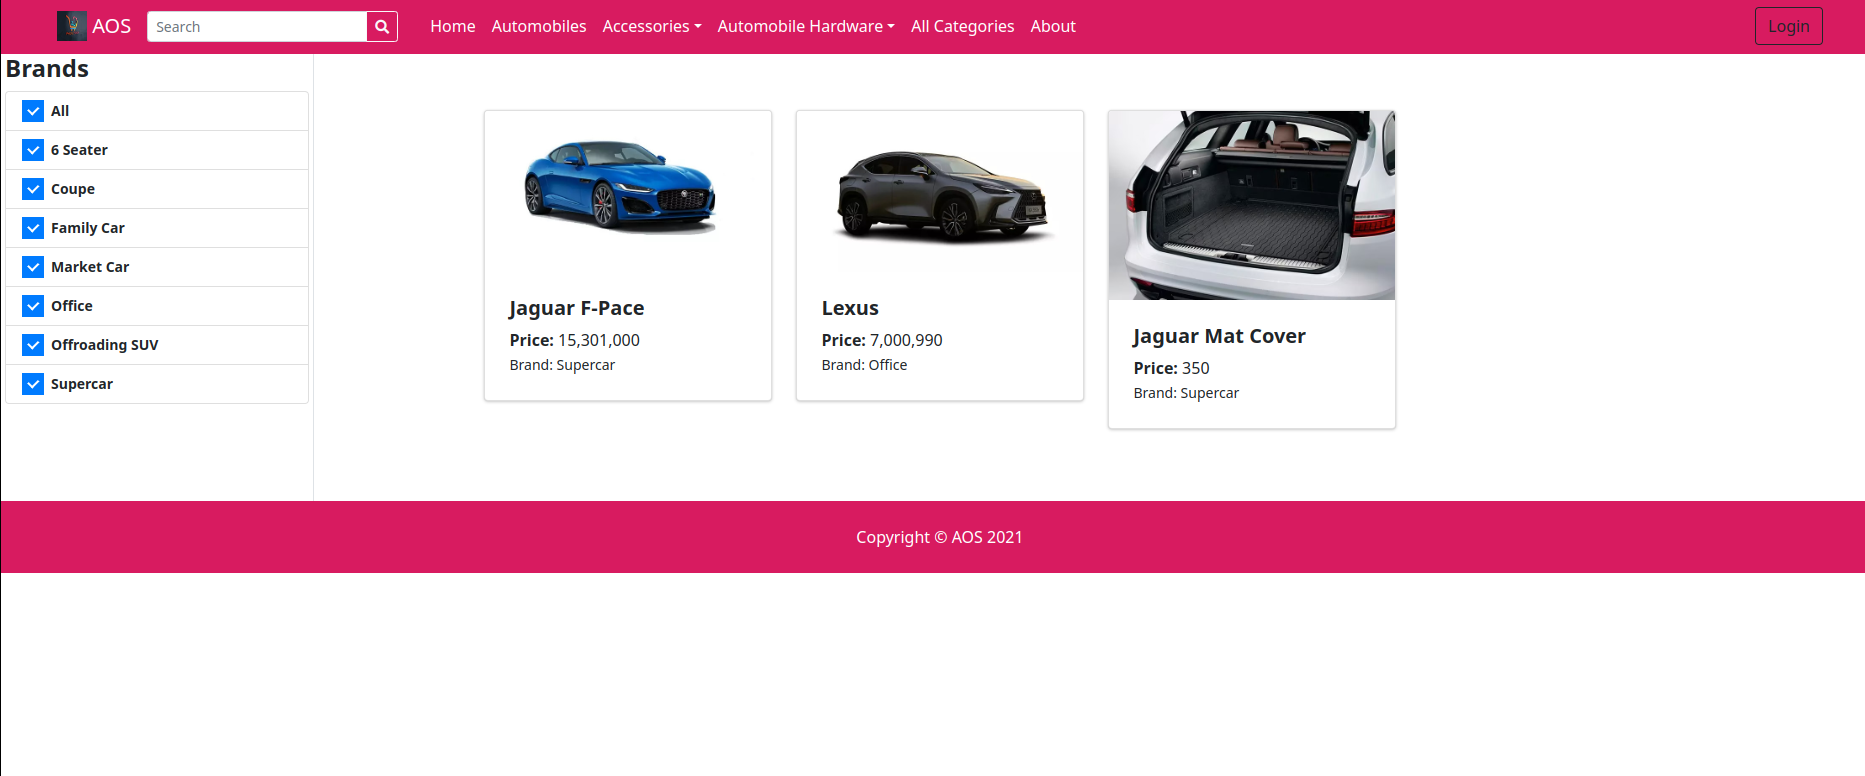 AOS
Search
Home Automobiles Accessories Automobile Hardware All Categories About
Login
Brands
All
6 Seater
Coupe
Family Car
Market Car
Office
Offroading SUV
Supercar
Jaguar F-Pace
Price: 15,301,000
Brand: Supercar
Lexus
Price: 7,000,990
Brand: Office
Jaguar Mat Cover
Price: 350
Brand: Supercar
Copyright © AOS 2021